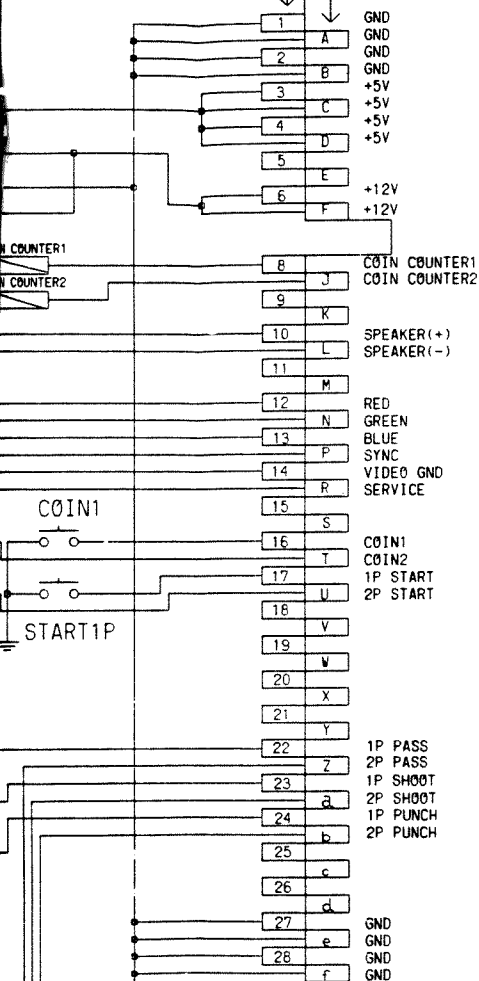 1 GND
A GND
2 GND
B GND
3 +5V
C +5V
4 +5V
D +5V
5
E
6 +12V
F +12V
N COUNTER1
8 COIN COUNTER1
N COUNTER2
J COIN COUNTER2
9
K
10 SPEAKER(+)
L SPEAKER(-)
11
M
12 RED
N GREEN
13 BLUE
P SYNC
14 VIDEO GND
R SERVICE
15
S
COIN1
16 COIN1
T COIN2
17 1P START
U 2P START
18
START1P
V
19
W
20
X
21
Y
22 1P PASS
Z 2P PASS
23 1P SHOOT
a 2P SHOOT
24 1P PUNCH
b 2P PUNCH
25
c
26
d
27 GND
e GND
28 GND
f GND